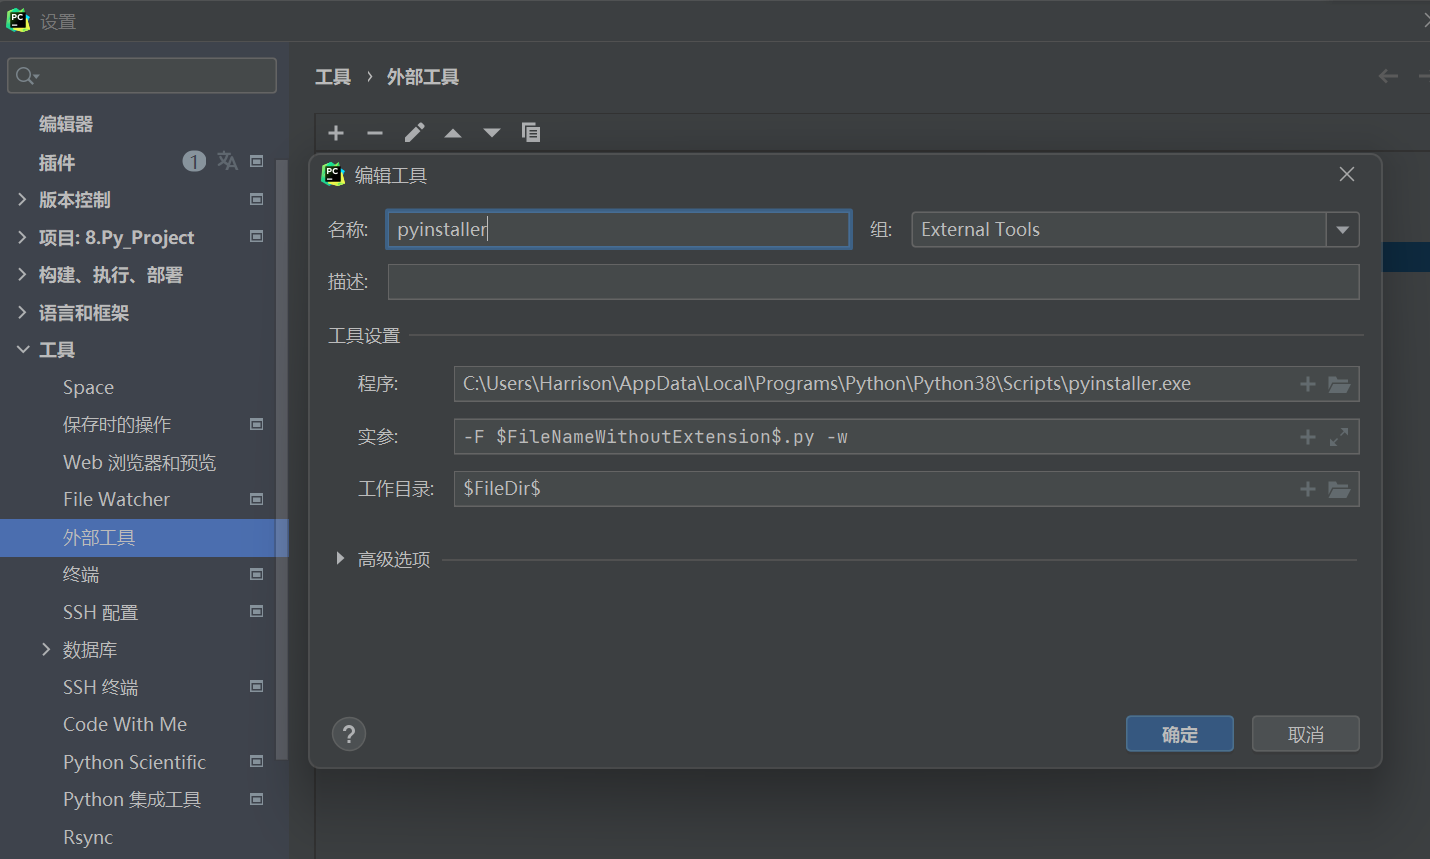 PC 设置
编辑器
插件 1
版本控制
项目: 8.Py_Project
构建、执行、部署
语言和框架
工具
Space
保存时的操作
Web 浏览器和预览
File Watcher
外部工具
终端
SSH 配置
数据库
SSH 终端
Code With Me
Python Scientific
Python 集成工具
Rsync
工具 › 外部工具
PC 编辑工具
名称: pyinstaller 组: External Tools
描述:
工具设置
程序: C:\Users\Harrison\AppData\Local\Programs\Python\Python38\Scripts\pyinstaller.exe
实参: -F $FileNameWithoutExtension$.py -w
工作目录: $FileDir$
高级选项
? 确定 取消